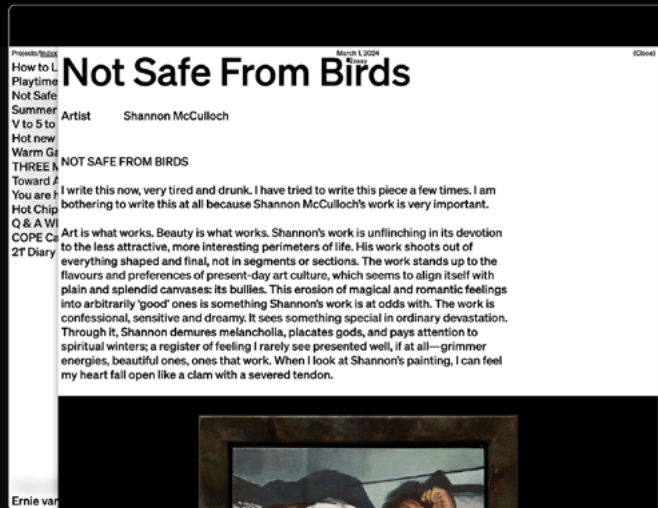 Projects/Index
March 1, 2024
Essay
(Close)
Not Safe From Birds
How to L
Playtime
Not Safe
Summer
V to 5 to
Hot new
Warm Ga
THREE M
Toward A
You are h
Hot Chip
Q & A WI
COPE Ca
21' Diary
Artist Shannon McCulloch
NOT SAFE FROM BIRDS
I write this now, very tired and drunk. I have tried to write this piece a few times. I am
bothering to write this at all because Shannon McCulloch's work is very important.
Art is what works. Beauty is what works. Shannon's work is unflinching in its devotion
to the less attractive, more interesting perimeters of life. His work shoots out of
everything shaped and final, not in segments or sections. The work stands up to the
flavours and preferences of present-day art culture, which seems to align itself with
plain and splendid canvases: its bullies. This erosion of magical and romantic feelings
into arbitrarily 'good' ones is something Shannon's work is at odds with. The work is
confessional, sensitive and dreamy. It sees something special in ordinary devastation.
Through it, Shannon demures melancholia, placates gods, and pays attention to
spiritual winters; a register of feeling I rarely see presented well, if at all—grimmer
energies, beautiful ones, ones that work. When I look at Shannon's painting, I can feel
my heart fall open like a clam with a severed tendon.
Ernie van